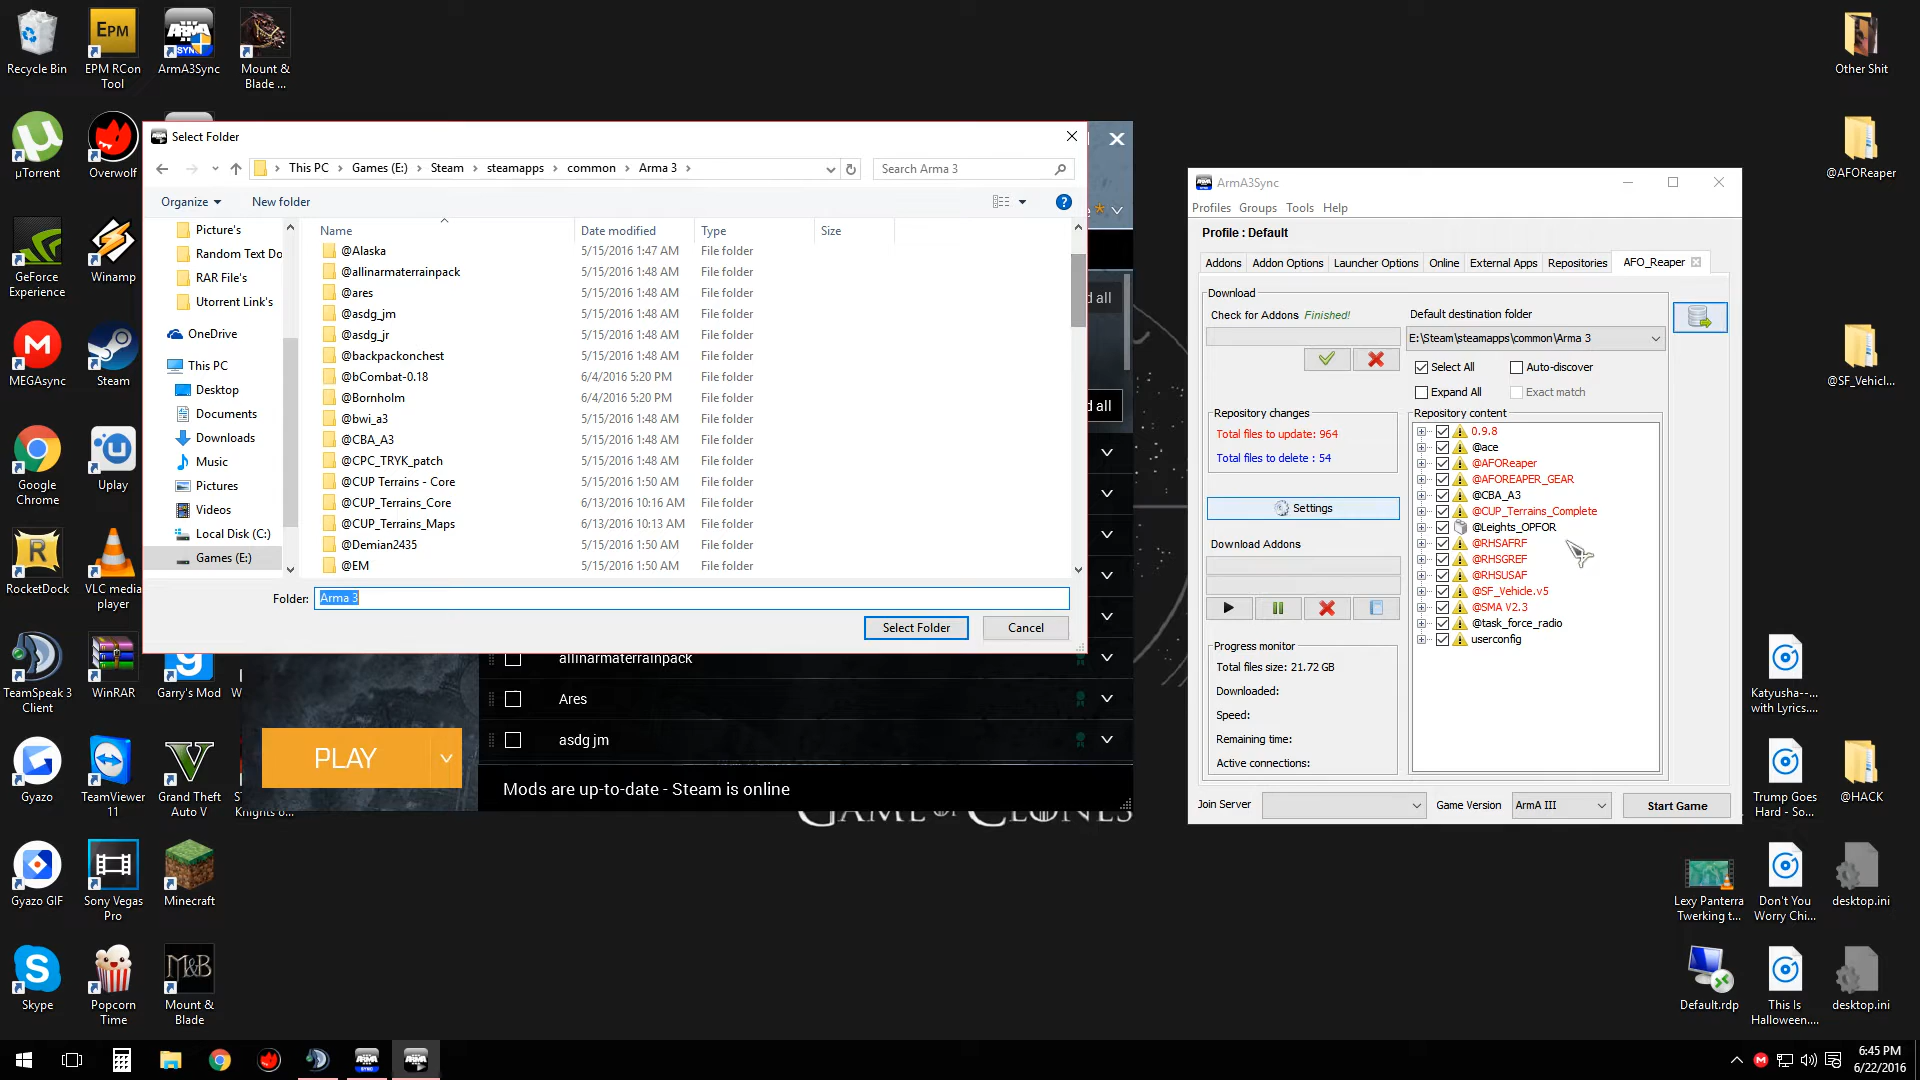 Recycle Bin
EPM RCon
Tool
ArmA3Sync
Mount &
Blade ...
µTorrent
Overwolf
GeForce
Experience
Winamp
MEGAsync
Steam
Google
Chrome
Uplay
RocketDock
VLC media
player
TeamSpeak 3
Client
WinRAR
Garry's Mod
Gyazo
TeamViewer
11
Grand Theft
Auto V
Knights o...
Gyazo GIF
Sony Vegas
Pro
Minecraft
Skype
Popcorn
Time
Mount &
Blade
Select Folder
This PC
Games (E:)
Steam
steamapps
common
Arma 3
Search Arma 3
Organize
New folder
Picture's
Random Text Do
RAR File's
Utorrent Link's
OneDrive
This PC
Desktop
Documents
Downloads
Music
Pictures
Videos
Local Disk (C:)
Games (E:)
Name Date modified Type Size
@Alaska 5/15/2016 1:47 AM File folder
@allinarmaterrainpack 5/15/2016 1:48 AM File folder
@ares 5/15/2016 1:48 AM File folder
@asdg_jm 5/15/2016 1:48 AM File folder
@asdg_jr 5/15/2016 1:48 AM File folder
@backpackonchest 5/15/2016 1:48 AM File folder
@bCombat-0.18 6/4/2016 5:20 PM File folder
@Bornholm 6/4/2016 5:20 PM File folder
@bwi_a3 5/15/2016 1:48 AM File folder
@CBA_A3 5/15/2016 1:48 AM File folder
@CPC_TRYK_patch 5/15/2016 1:48 AM File folder
@CUP Terrains - Core 5/15/2016 1:50 AM File folder
@CUP_Terrains_Core 6/13/2016 10:16 AM File folder
@CUP_Terrains_Maps 6/13/2016 10:13 AM File folder
@Demian2435 5/15/2016 1:50 AM File folder
@EM 5/15/2016 1:50 AM File folder
Folder: Arma 3
Select Folder
Cancel
d all
d all
allinarmaterrainpack
Ares
asdg jm
PLAY
Mods are up-to-date - Steam is online
GAME OF CLONES
ArmA3Sync
Profiles Groups Tools Help
Profile : Default
Addons
Addon Options
Launcher Options
Online
External Apps
Repositories
AFO_Reaper
Download
Check for Addons Finished!
Default destination folder
E:\Steam\steamapps\common\Arma 3
Select All
Auto-discover
Expand All
Exact match
Repository changes
Total files to update: 964
Total files to delete : 54
Settings
Download Addons
Progress monitor
Total files size: 21.72 GB
Downloaded:
Speed:
Remaining time:
Active connections:
Repository content
0.9.8
@ace
@AFOReaper
@AFOREAPER_GEAR
@CBA_A3
@CUP_Terrains_Complete
@Leights_OPFOR
@RHSAFRF
@RHSGREF
@RHSUSAF
@SF_Vehicle.v5
@SMA V2.3
@task_force_radio
userconfig
Join Server
Game Version
ArmA III
Start Game
Other Shit
@AFOReaper
@SF_Vehicl...
Katyusha--...
with Lyrics....
Trump Goes
Hard - So...
@HACK
Lexy Panterra
Twerking t...
Don't You
Worry Chi...
desktop.ini
Default.rdp
This Is
Halloween....
desktop.ini
6:45 PM
6/22/2016